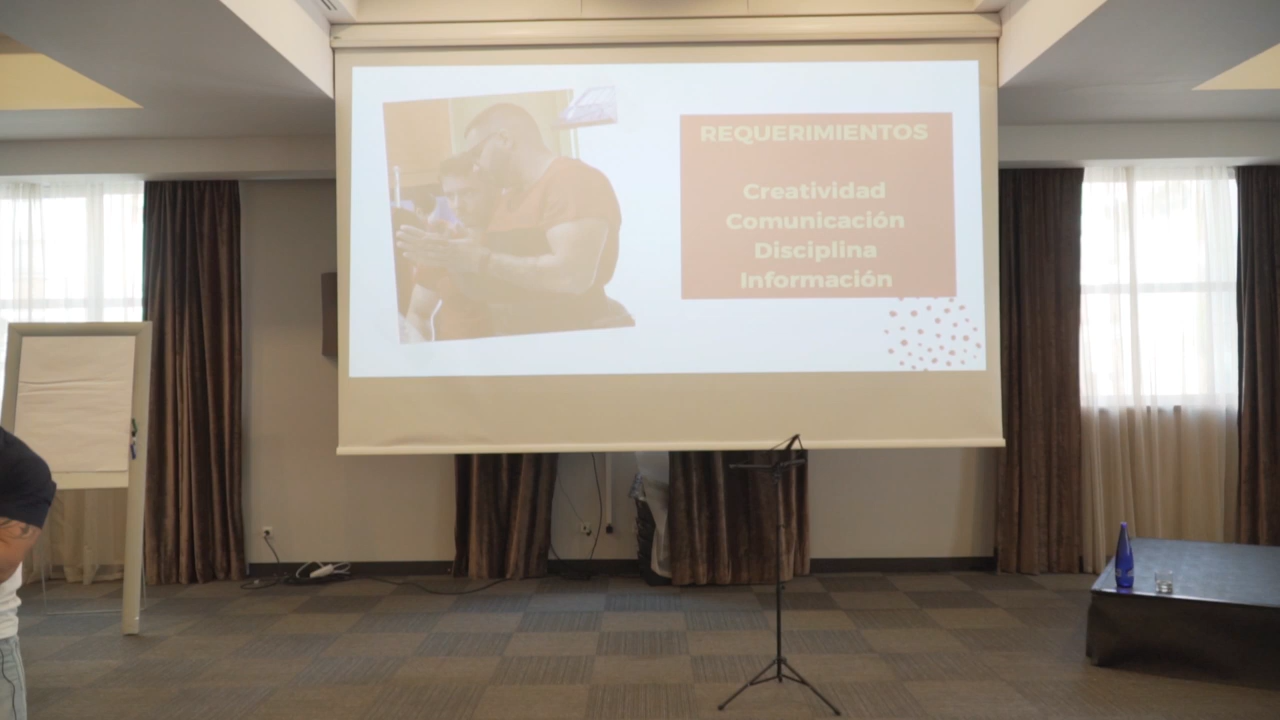 REQUERIMIENTOS
Creatividad
Comunicación
Disciplina
Información